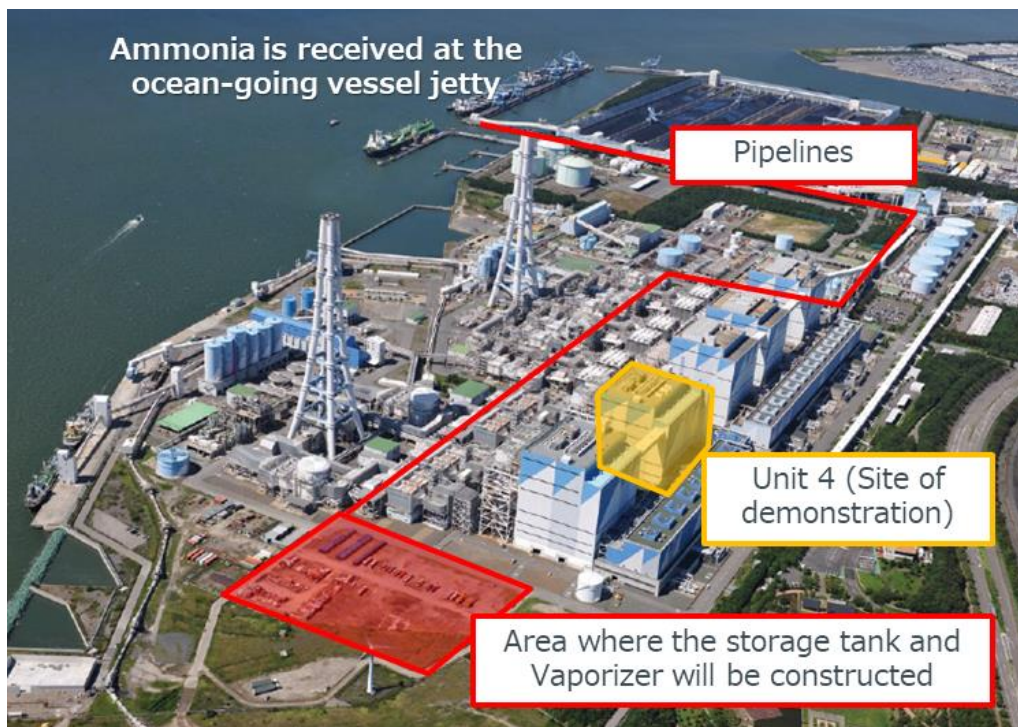 Ammonia is received at the
ocean-going vessel jetty
Pipelines
Unit 4 (Site of
demonstration)
Area where the storage tank and
Vaporizer will be constructed